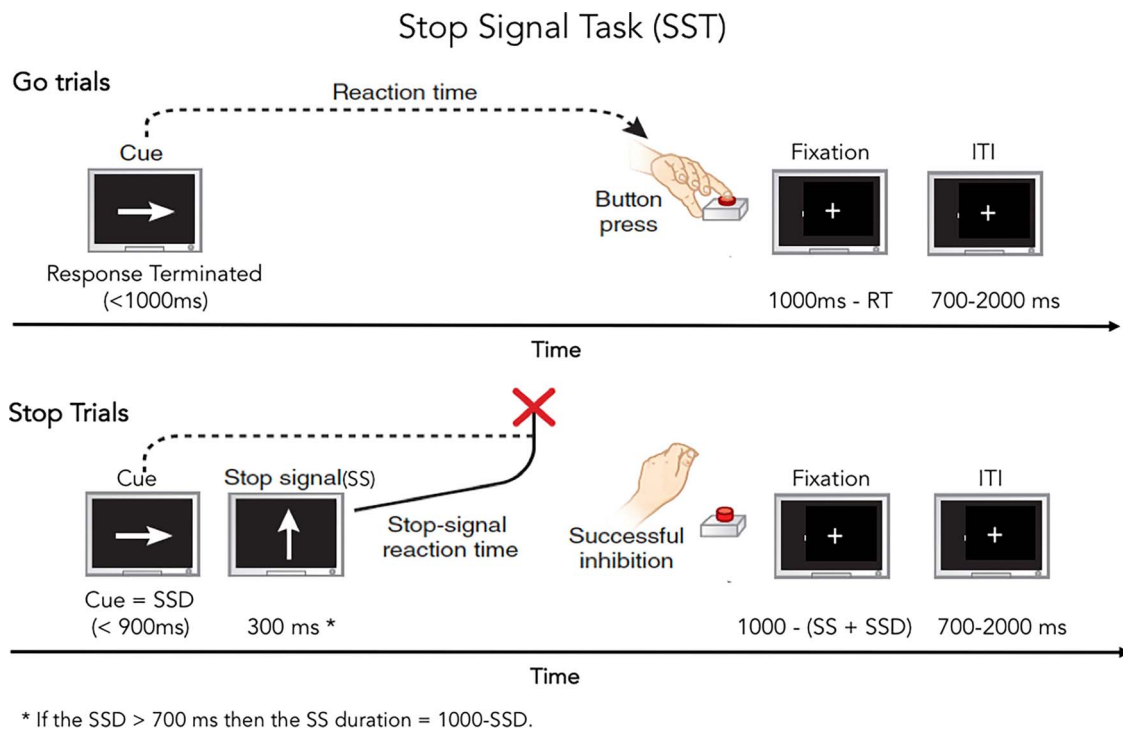 Stop Signal Task (SST)
Go trials
Reaction time
Cue
Response Terminated
(<1000ms)
Button
press
Fixation
1000ms - RT
ITI
700-2000 ms
Time
Stop Trials
Cue
Cue = SSD
(< 900ms)
Stop signal(SS)
300 ms *
Stop-signal
reaction time
Successful
inhibition
Fixation
1000 - (SS + SSD)
ITI
700-2000 ms
Time
* If the SSD > 700 ms then the SS duration = 1000-SSD.